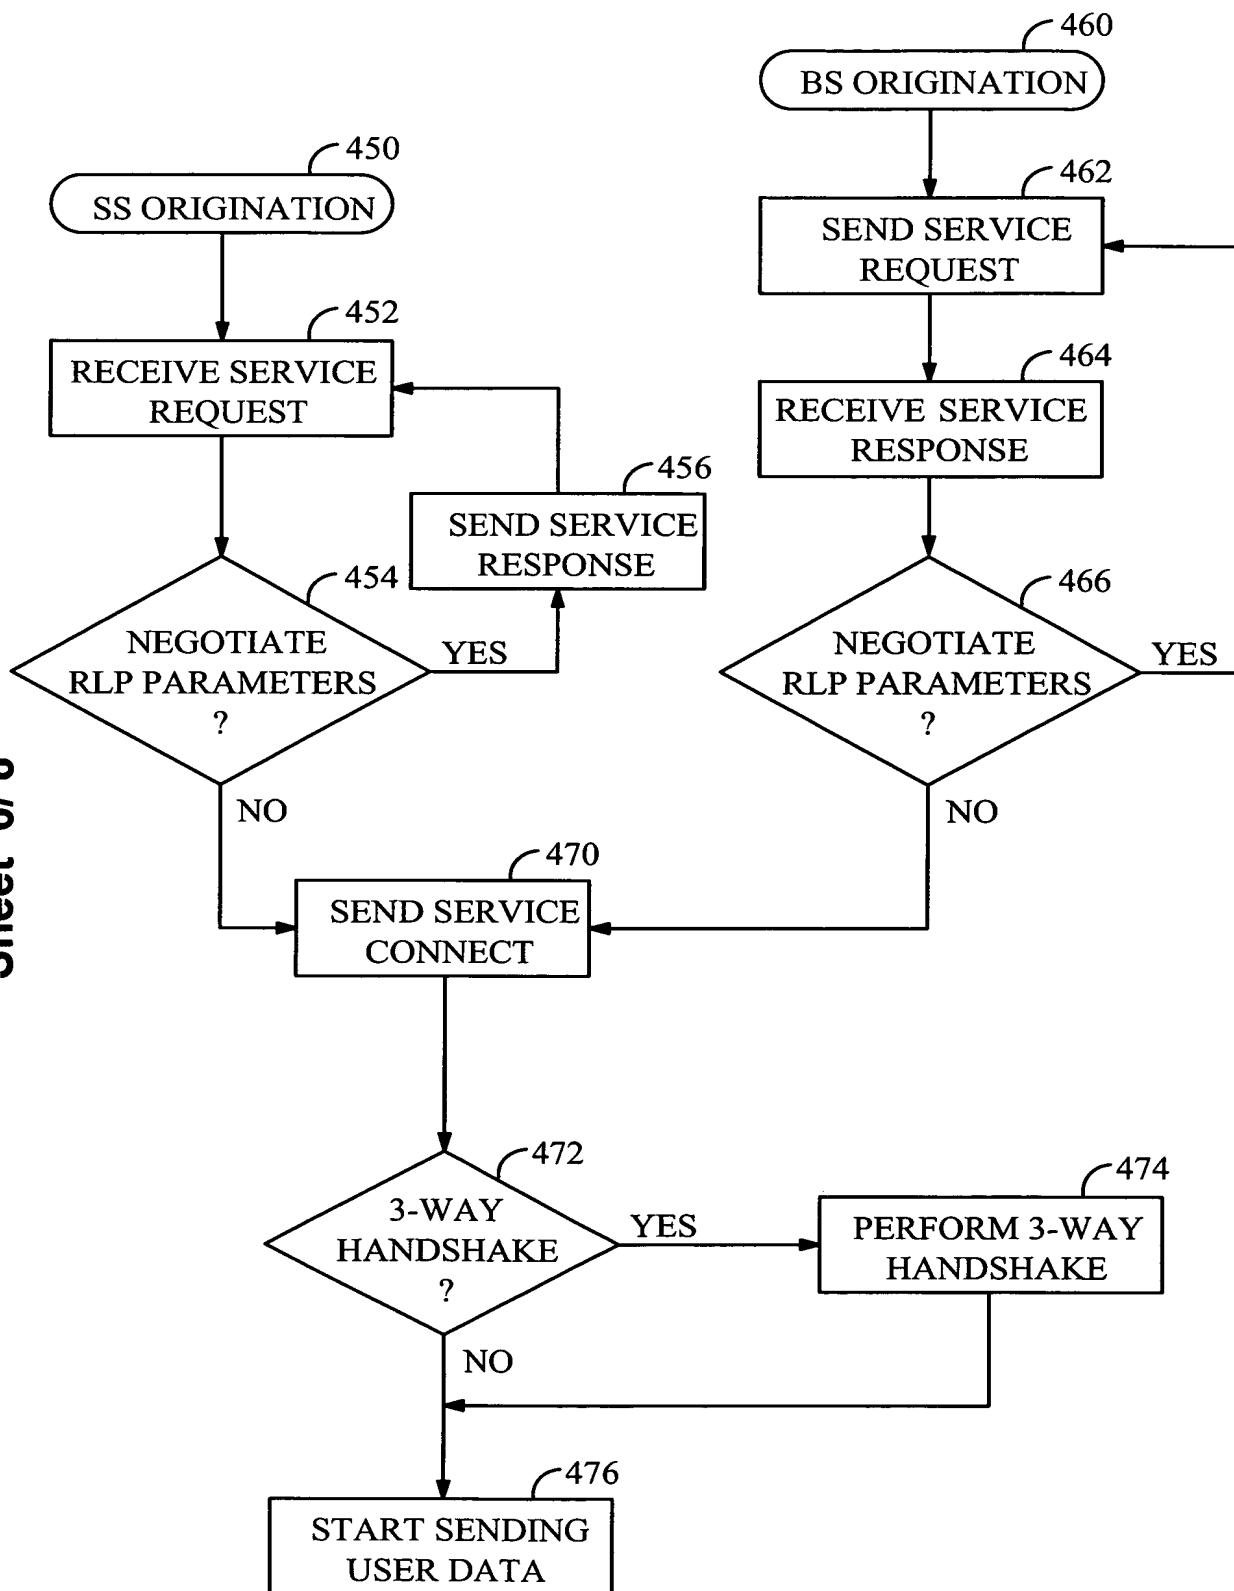 460
BS ORIGINATION
450
SS ORIGINATION
462
SEND SERVICE
REQUEST
452
RECEIVE SERVICE
REQUEST
464
RECEIVE SERVICE
RESPONSE
456
SEND SERVICE
RESPONSE
454
NEGOTIATE
RLP PARAMETERS
?
YES
NO
466
NEGOTIATE
RLP PARAMETERS
?
YES
NO
470
SEND SERVICE
CONNECT
472
3-WAY
HANDSHAKE
?
YES
NO
474
PERFORM 3-WAY
HANDSHAKE
476
START SENDING
USER DATA
Sheet